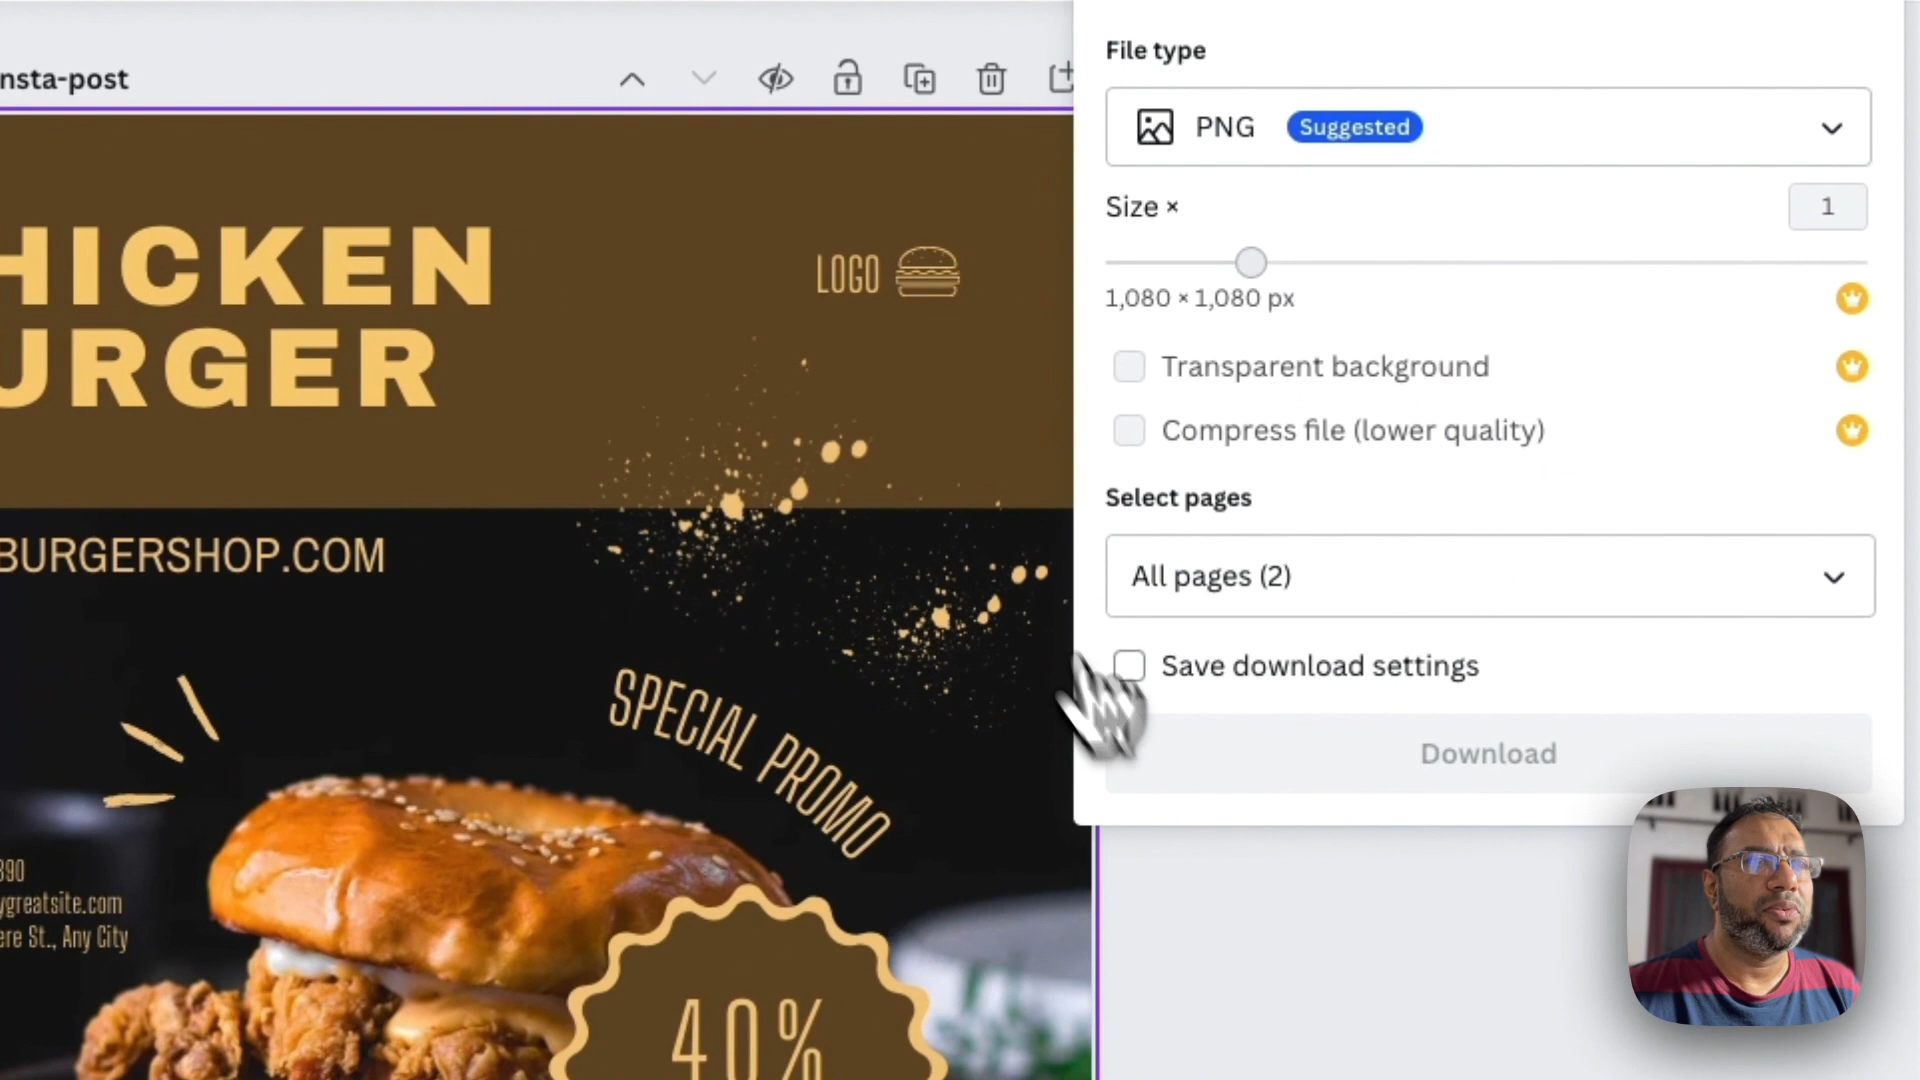 nsta-post
HICKEN
URGER
LOGO
BURGERSHOP.COM
SPECIAL PROMO
890
ygreatsite.com
ere St., Any City
40%
File type
PNG Suggested
Size × 1
1,080 × 1,080 px
Transparent background
Compress file (lower quality)
Select pages
All pages (2)
Save download settings
Download